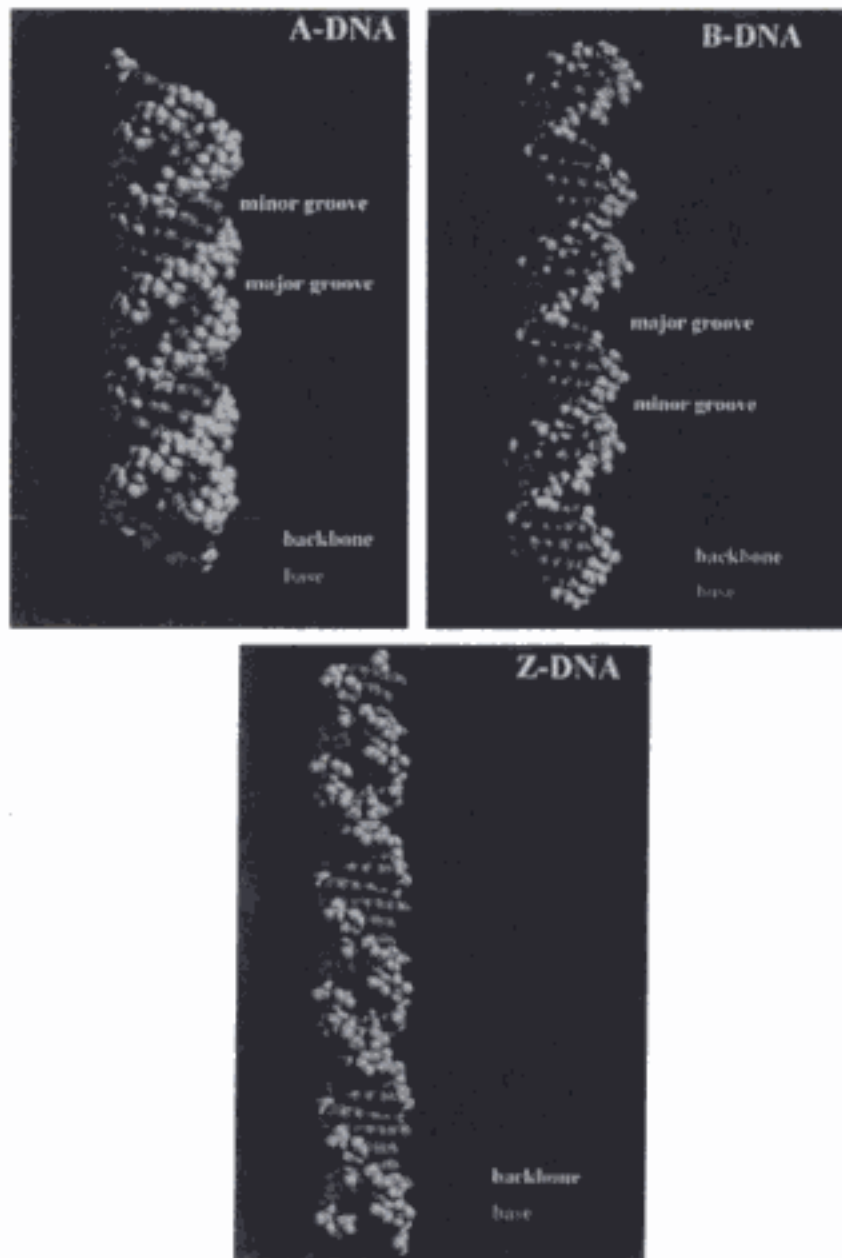 A-DNA
minor groove
major groove
backbone
base
B-DNA
major groove
minor groove
backbone
base
Z-DNA
backbone
base